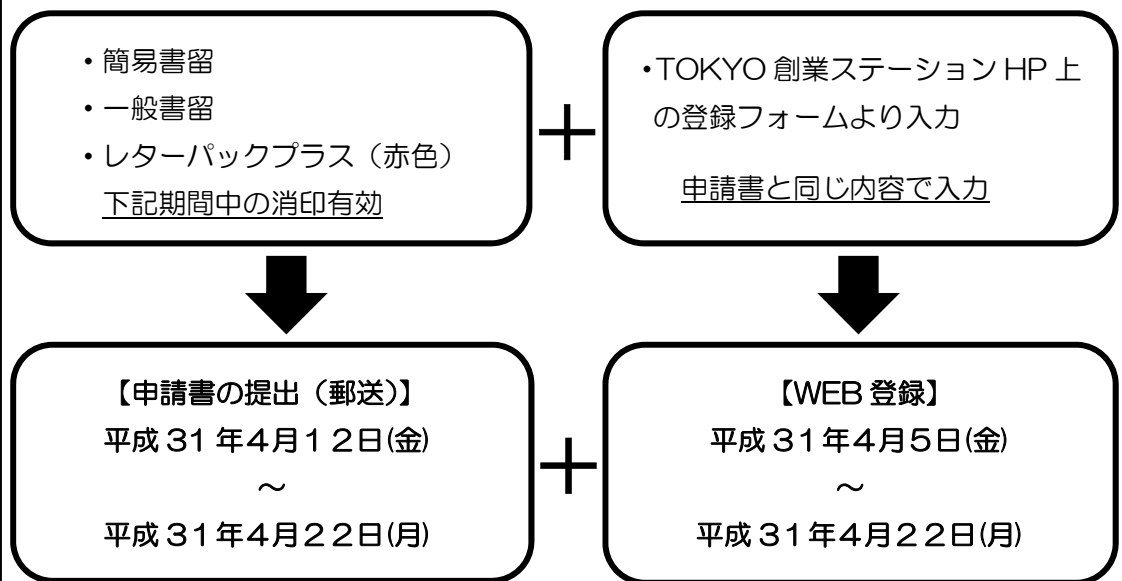 ・簡易書留
・一般書留
・レターパックプラス（赤色）
下記期間中の消印有効
＋
・TOKYO 創業ステーション HP 上
の登録フォームより入力
申請書と同じ内容で入力
【申請書の提出（郵送）】
平成 31 年４月１２日(金)
～
平成 31 年４月２２日(月)
＋
【WEB 登録】
平成 31 年４月５日(金)
～
平成 31 年４月２２日(月)